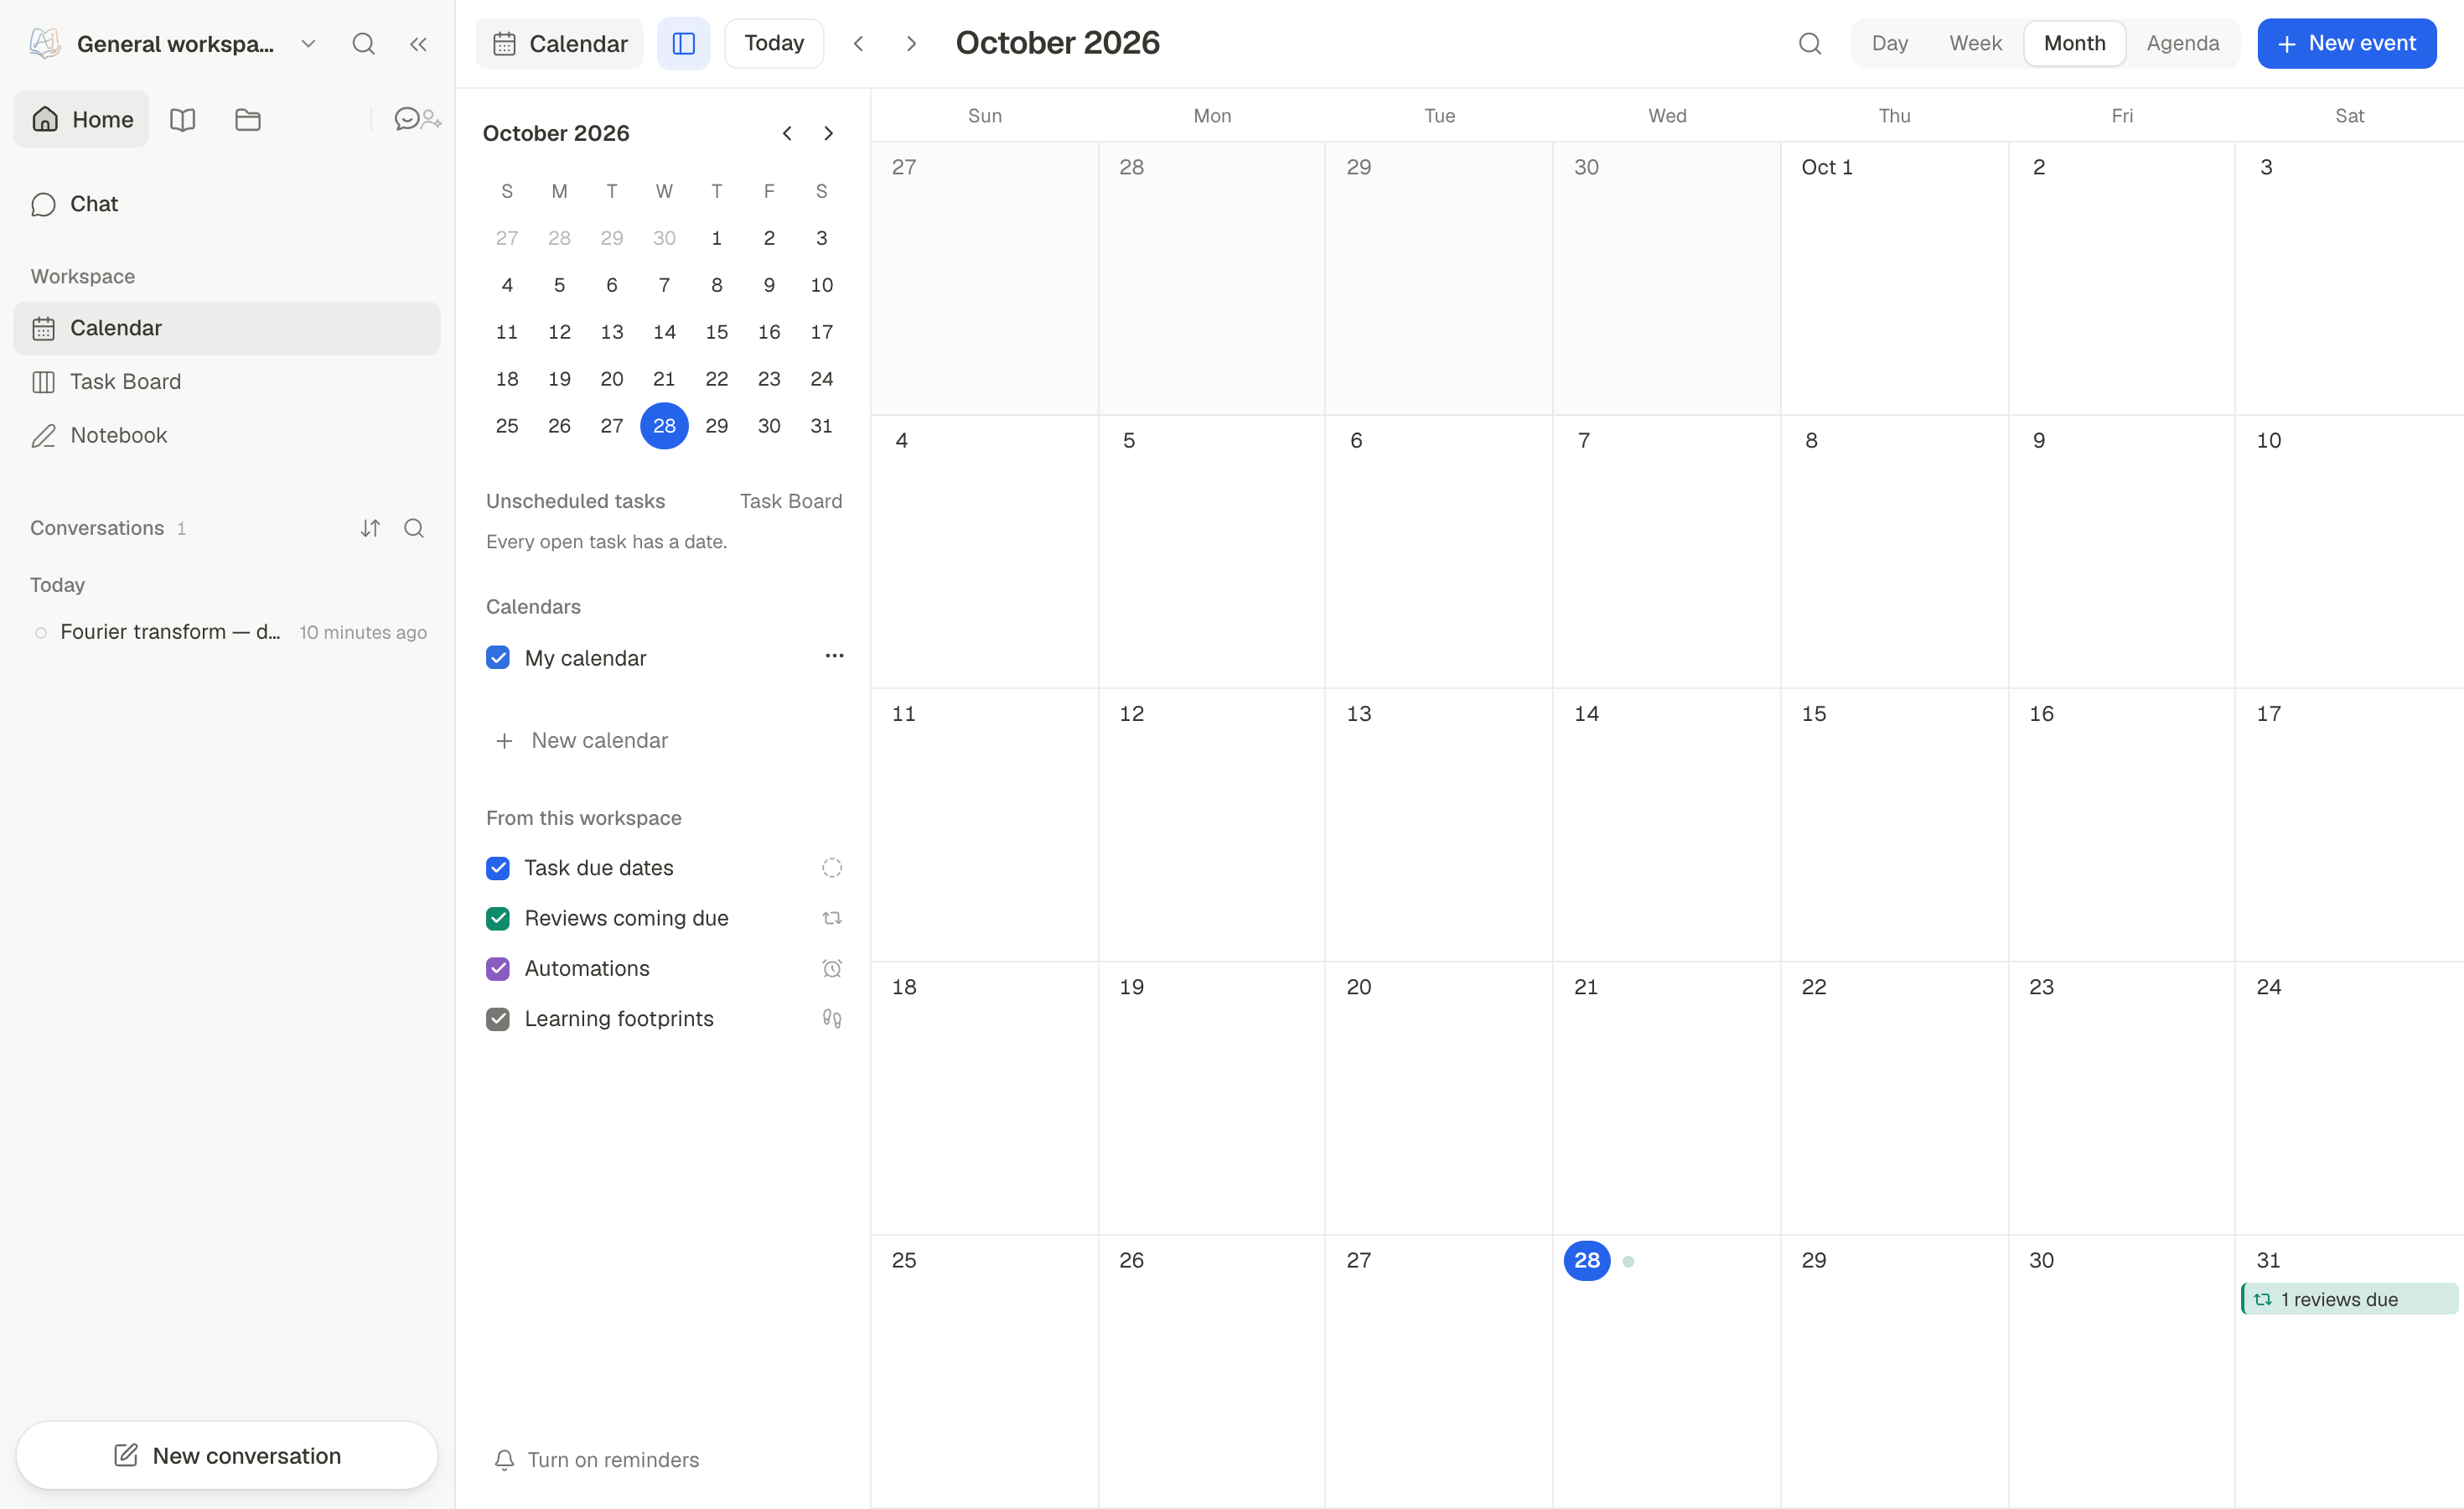 General workspa...
Home
Chat
Workspace
Calendar
Task Board
Notebook
Conversations 1
Today
Fourier transform — d... 10 minutes ago
New conversation
Calendar Today October 2026 Day Week Month Agenda + New event
October 2026
S M T W T F S
27 28 29 30 1 2 3
4 5 6 7 8 9 10
11 12 13 14 15 16 17
18 19 20 21 22 23 24
25 26 27 28 29 30 31
Unscheduled tasks Task Board
Every open task has a date.
Calendars
My calendar
+ New calendar
From this workspace
Task due dates
Reviews coming due
Automations
Learning footprints
Turn on reminders
Sun Mon Tue Wed Thu Fri Sat
27 28 29 30 Oct 1 2 3
4 5 6 7 8 9 10
11 12 13 14 15 16 17
18 19 20 21 22 23 24
25 26 27 28 29 30 31
1 reviews due